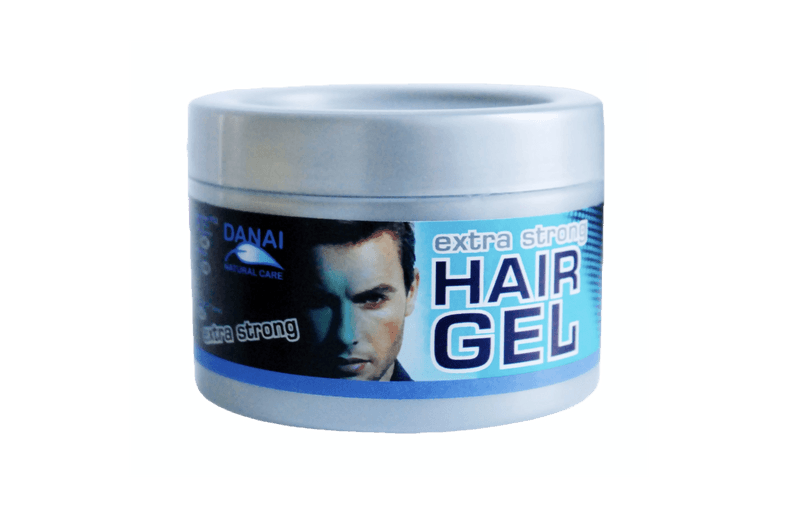 DANAI
NATURAL CARE
extra strong
extra strong
HAIR
GEL